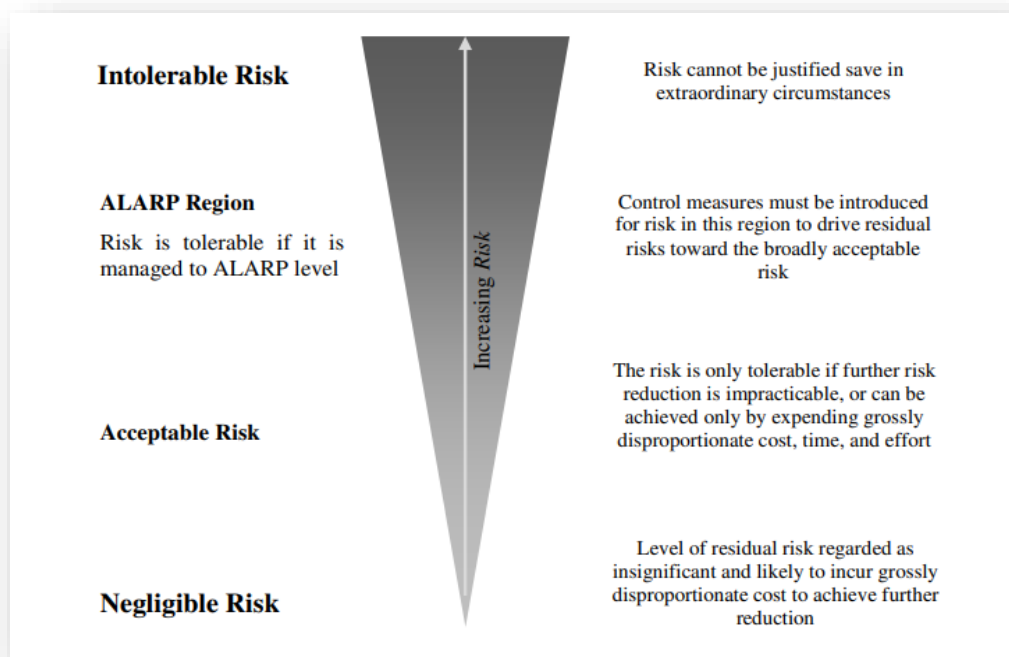 Intolerable Risk
Risk cannot be justified save in
extraordinary circumstances
ALARP Region
Risk is tolerable if it is
managed to ALARP level
Control measures must be introduced
for risk in this region to drive residual
risks toward the broadly acceptable
risk
Increasing Risk
Acceptable Risk
The risk is only tolerable if further risk
reduction is impracticable, or can be
achieved only by expending grossly
disproportionate cost, time, and effort
Negligible Risk
Level of residual risk regarded as
insignificant and likely to incur grossly
disproportionate cost to achieve further
reduction